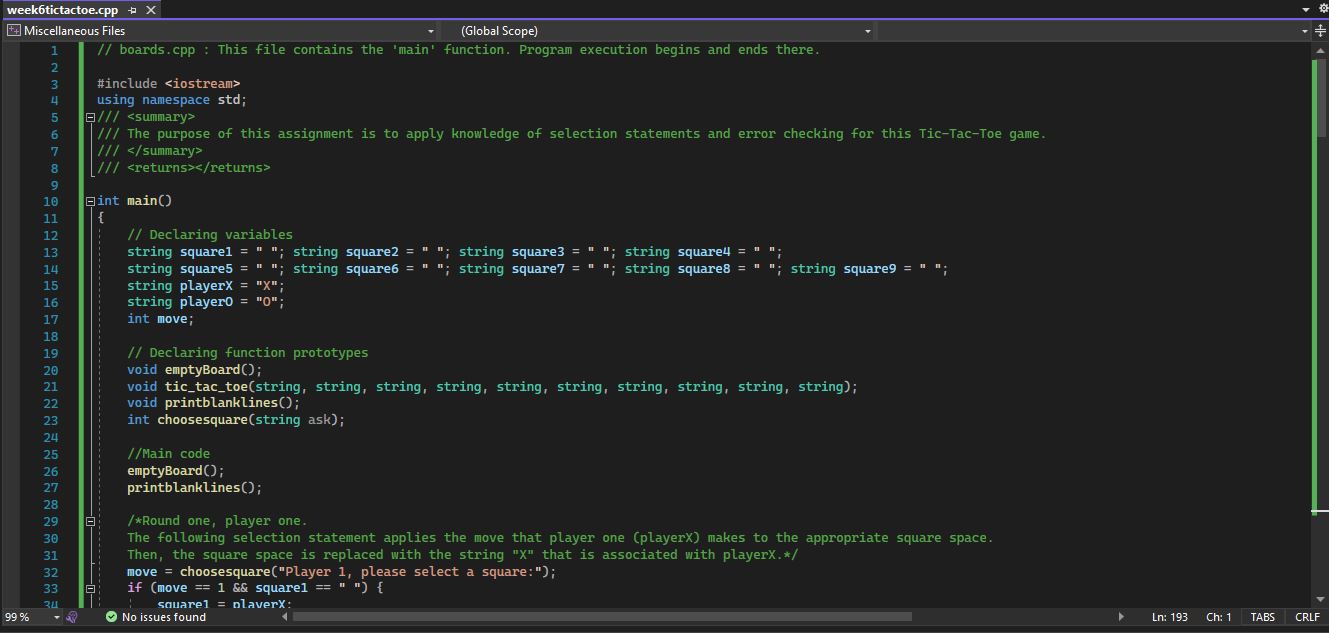 week6tictactoe.cpp
Miscellaneous Files (Global Scope)
1 // boards.cpp : This file contains the 'main' function. Program execution begins and ends there.
2
3 #include <iostream>
4 using namespace std;
5 /// <summary>
6 /// The purpose of this assignment is to apply knowledge of selection statements and error checking for this Tic-Tac-Toe game.
7 /// </summary>
8 /// <returns></returns>
9
10 int main()
11 {
12 // Declaring variables
13 string square1 = " "; string square2 = " "; string square3 = " "; string square4 = " ";
14 string square5 = " "; string square6 = " "; string square7 = " "; string square8 = " "; string square9 = " ";
15 string playerX = "X";
16 string playerO = "O";
17 int move;
18
19 // Declaring function prototypes
20 void emptyBoard();
21 void tic_tac_toe(string, string, string, string, string, string, string, string, string, string);
22 void printblanklines();
23 int choosesquare(string ask);
24
25 //Main code
26 emptyBoard();
27 printblanklines();
28
29 /*Round one, player one.
30 The following selection statement applies the move that player one (playerX) makes to the appropriate square space.
31 Then, the square space is replaced with the string "X" that is associated with playerX.*/
32 move = choosesquare("Player 1, please select a square:");
33 if (move == 1 && square1 == " ") {
34 square1 = playerX;
99 % No issues found Ln: 193 Ch: 1 TABS CRLF